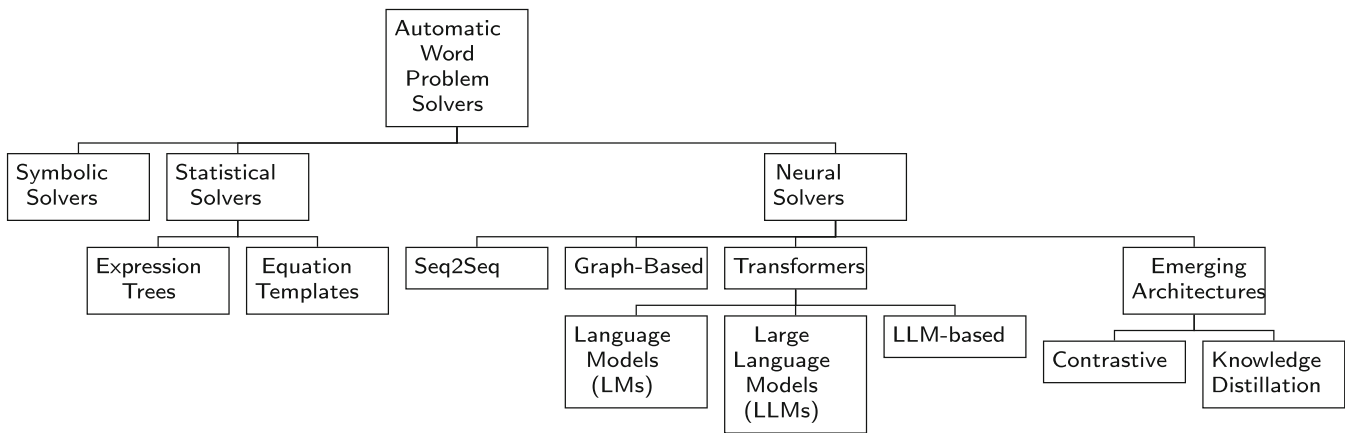 Automatic
Word
Problem
Solvers
Symbolic
Solvers
Statistical
Solvers
Neural
Solvers
Expression
Trees
Equation
Templates
Seq2Seq
Graph-Based
Transformers
Emerging
Architectures
Language
Models
(LMs)
Large
Language
Models
(LLMs)
LLM-based
Contrastive
Knowledge
Distillation